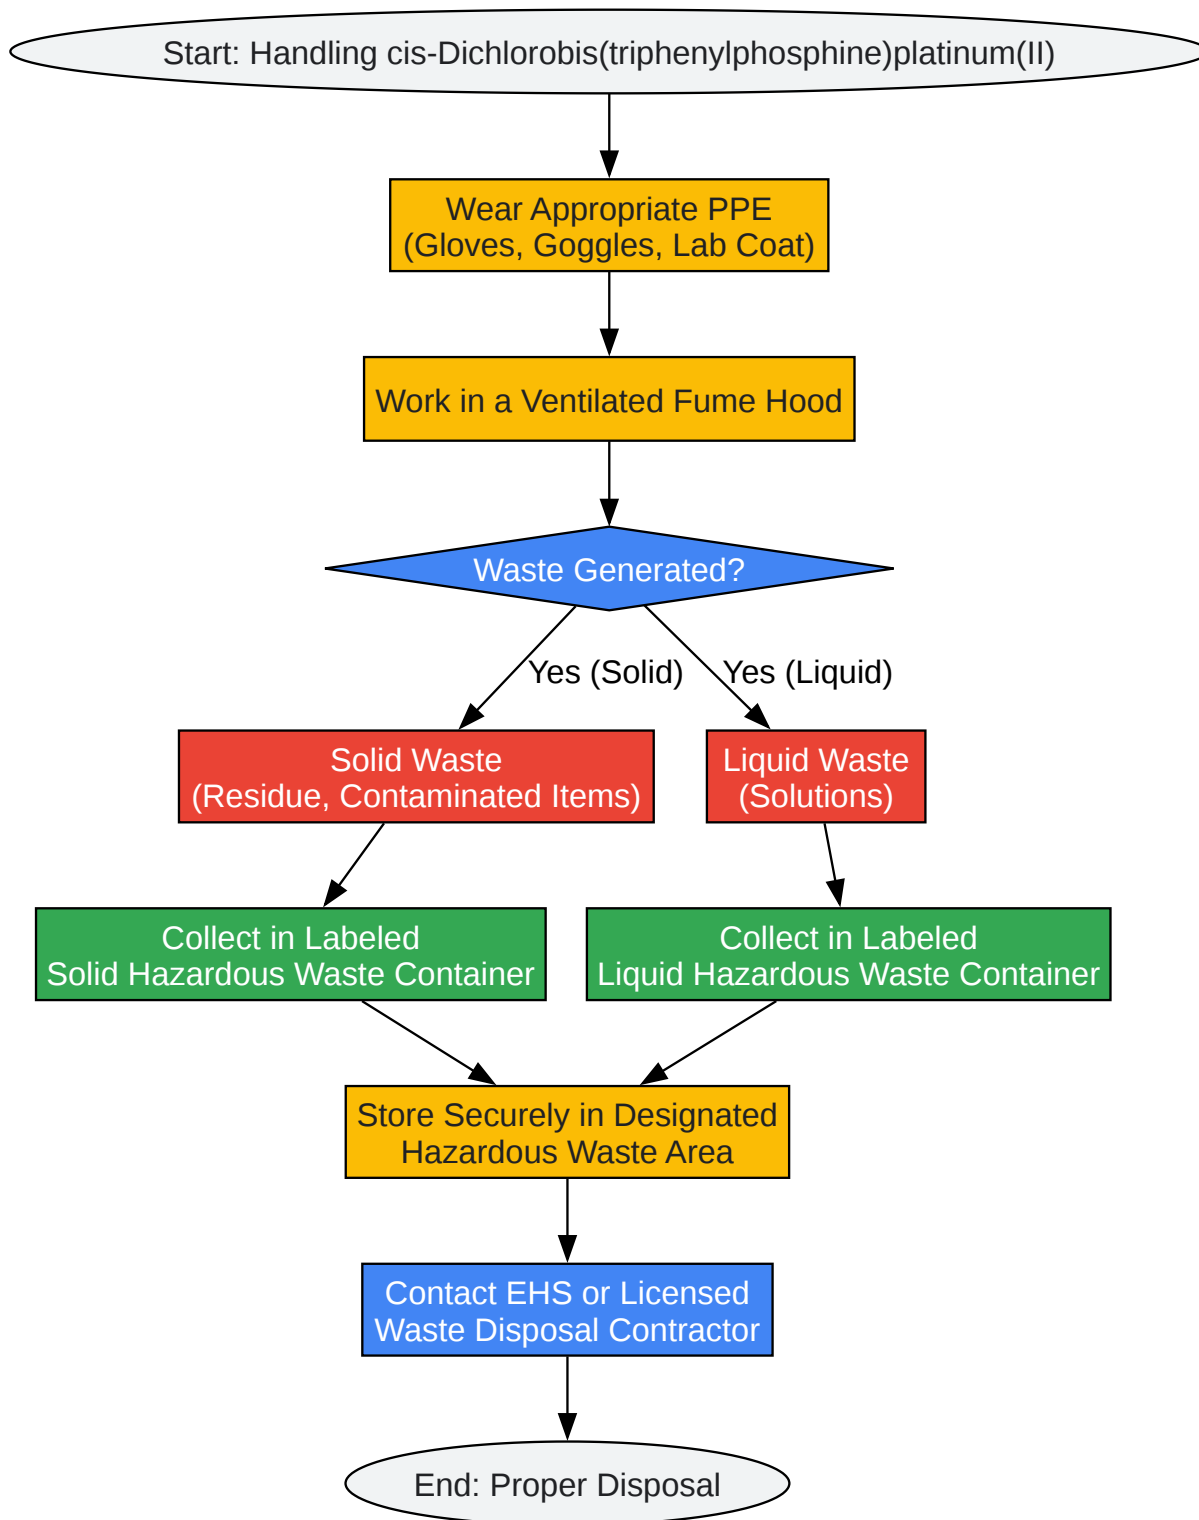 Start: Handling cis-Dichlorobis(triphenylphosphine)platinum(II)
Wear Appropriate PPE
(Gloves, Goggles, Lab Coat)
Work in a Ventilated Fume Hood
Waste Generated?
Yes (Solid)
Yes (Liquid)
Solid Waste
(Residue, Contaminated Items)
Liquid Waste
(Solutions)
Collect in Labeled
Solid Hazardous Waste Container
Collect in Labeled
Liquid Hazardous Waste Container
Store Securely in Designated
Hazardous Waste Area
Contact EHS or Licensed
Waste Disposal Contractor
End: Proper Disposal